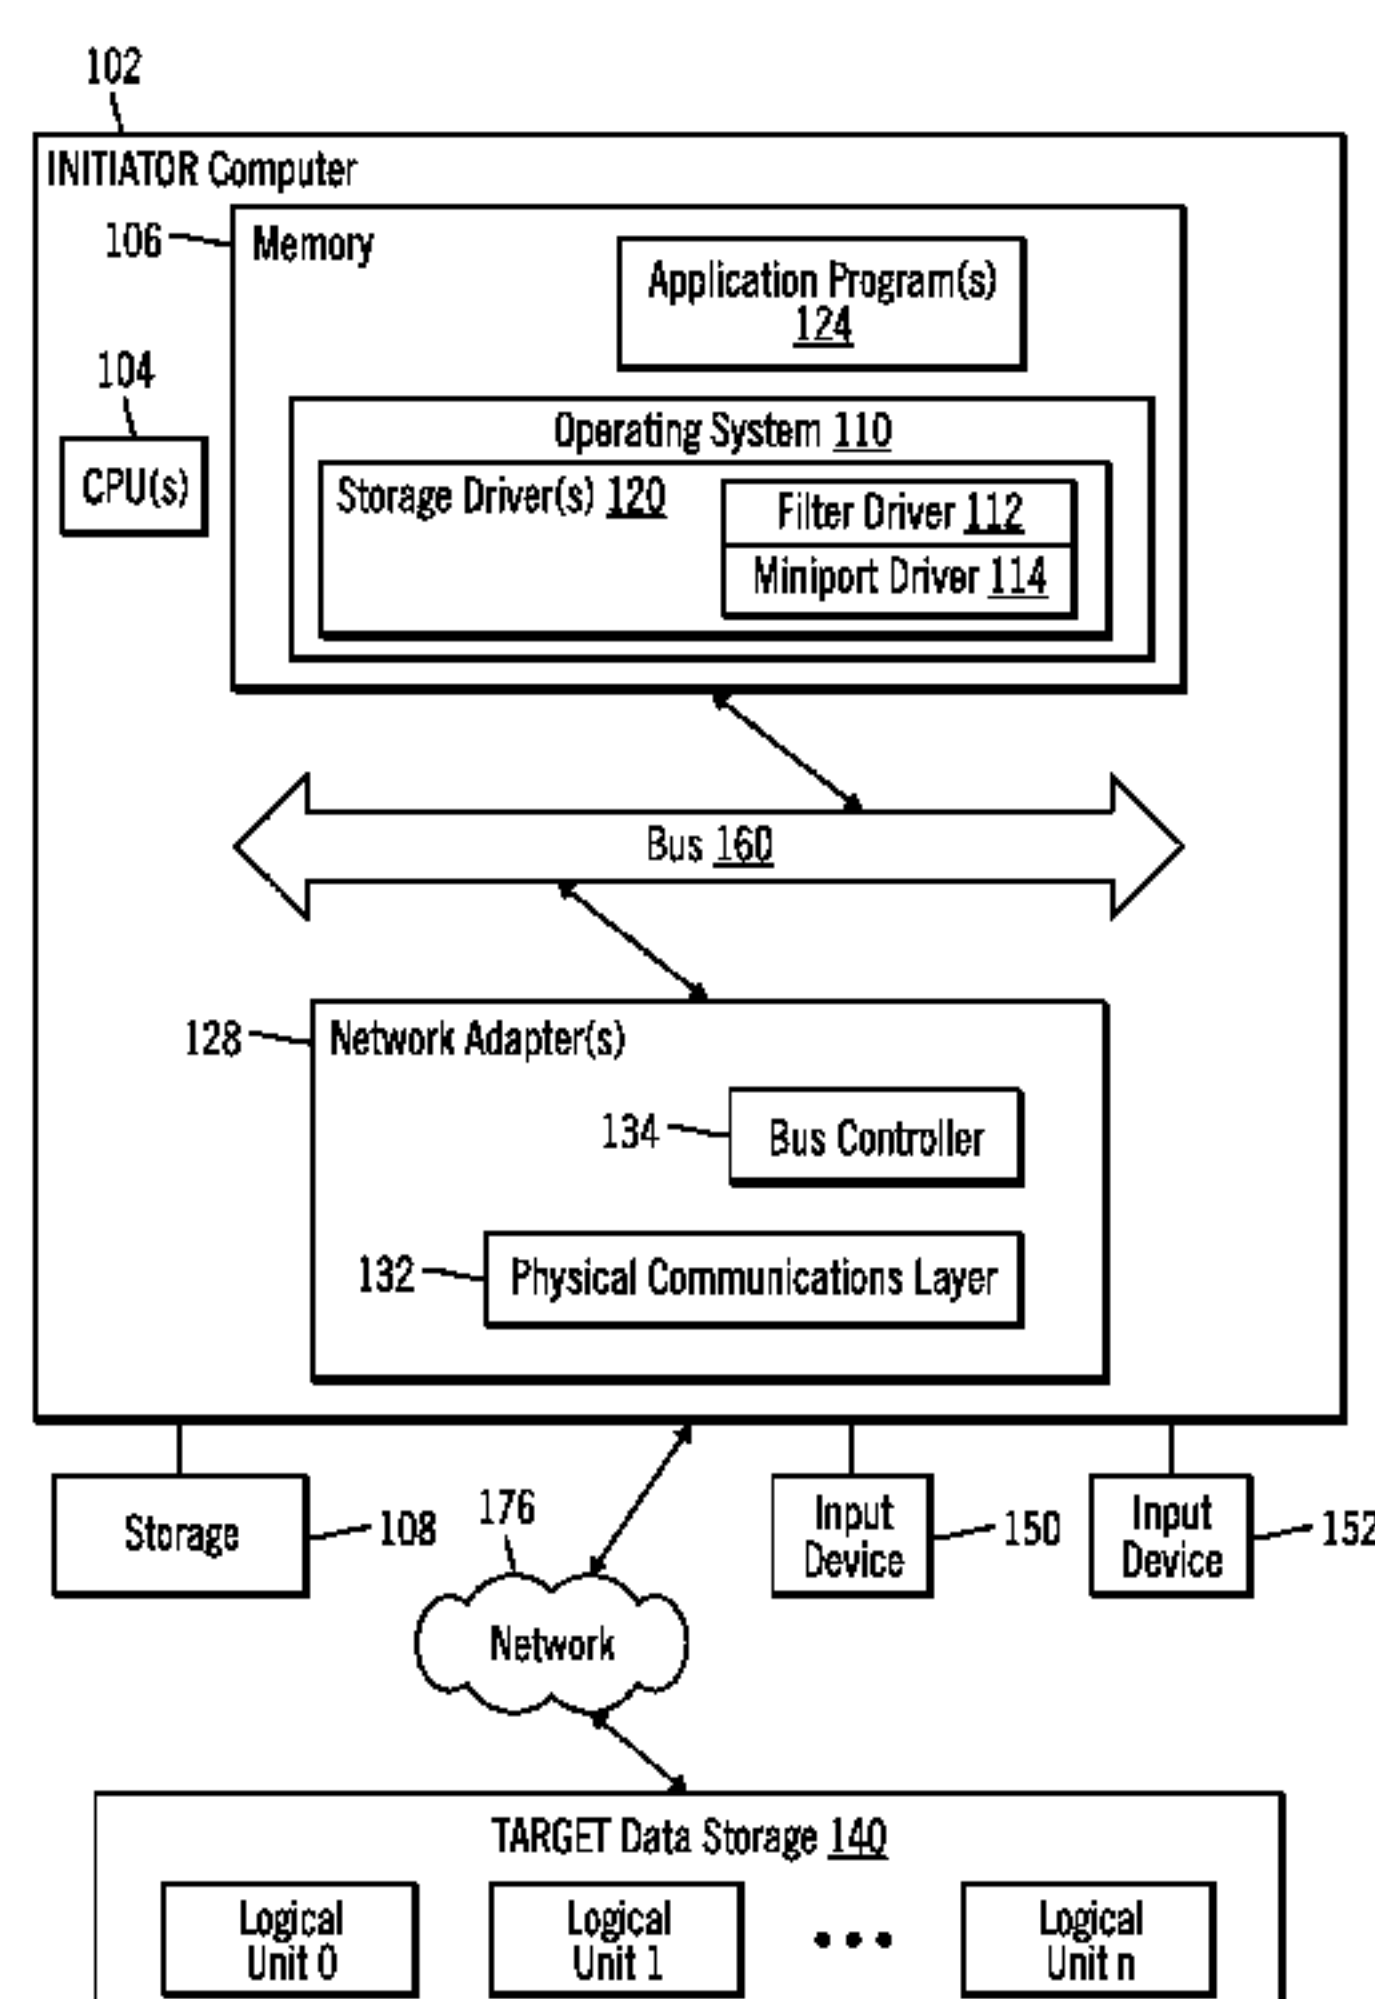 102
INITIATOR Computer
106
Memory
Application Program(s)
124
104
CPU(s)
Operating System 110
Storage Driver(s) 120
Filter Driver 112
Miniport Driver 114
Bus 160
128
Network Adapter(s)
134
Bus Controller
132
Physical Communications Layer
Storage
108
176
Network
Input
Device
150
Input
Device
152
TARGET Data Storage 140
Logical
Unit 0
Logical
Unit 1
•••
Logical
Unit n